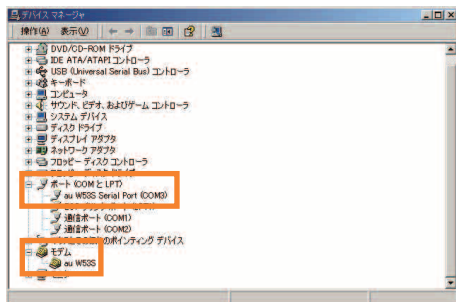 デバイス マネージャ
操作(A) 表示(V)
DVD/CD-ROM ドライブ
IDE ATA/ATAPI コントローラ
USB (Universal Serial Bus) コントローラ
キーボード
コンピュータ
サウンド、ビデオ、およびゲーム コントローラ
システム デバイス
ディスク ドライブ
ディスプレイ アダプタ
ネットワーク アダプタ
フロッピー ディスク コントローラ
ポート (COM と LPT)
au W53S Serial Port (COM3)
通信ポート (COM1)
通信ポート (COM2)
のポインティング デバイス
モデム
au W53S